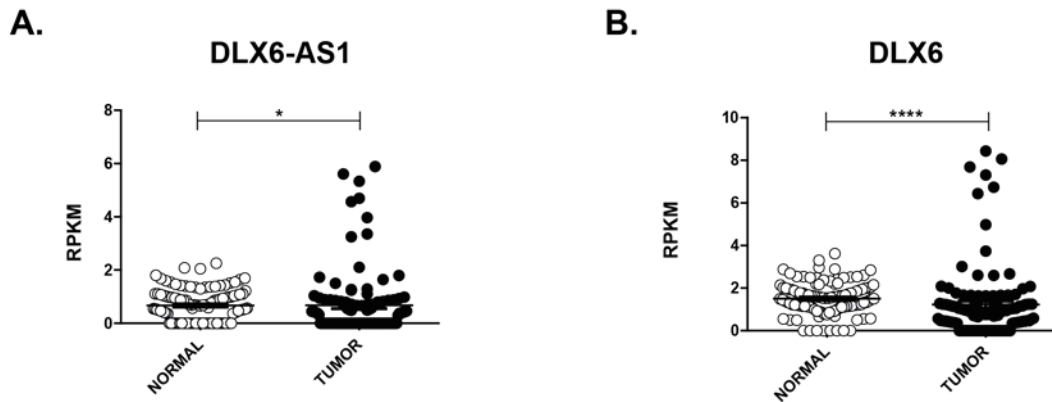 A.
DLX6-AS1
8
6
4
2
0
RPKM
*
NORMAL
TUMOR
B.
DLX6
10
8
6
4
2
0
RPKM
****
NORMAL
TUMOR